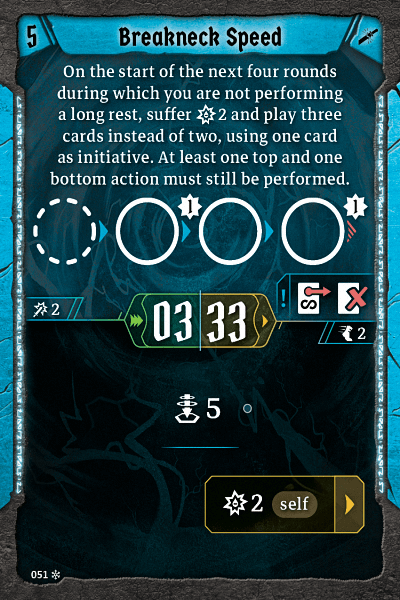 5 Breakneck Speed
On the start of the next four rounds
during which you are not performing
a long rest, suffer 2 and play three
cards instead of two, using one card
as initiative. At least one top and one
bottom action must still be performed.
1 1
! S X
2 03 33 2
5
2 self
051